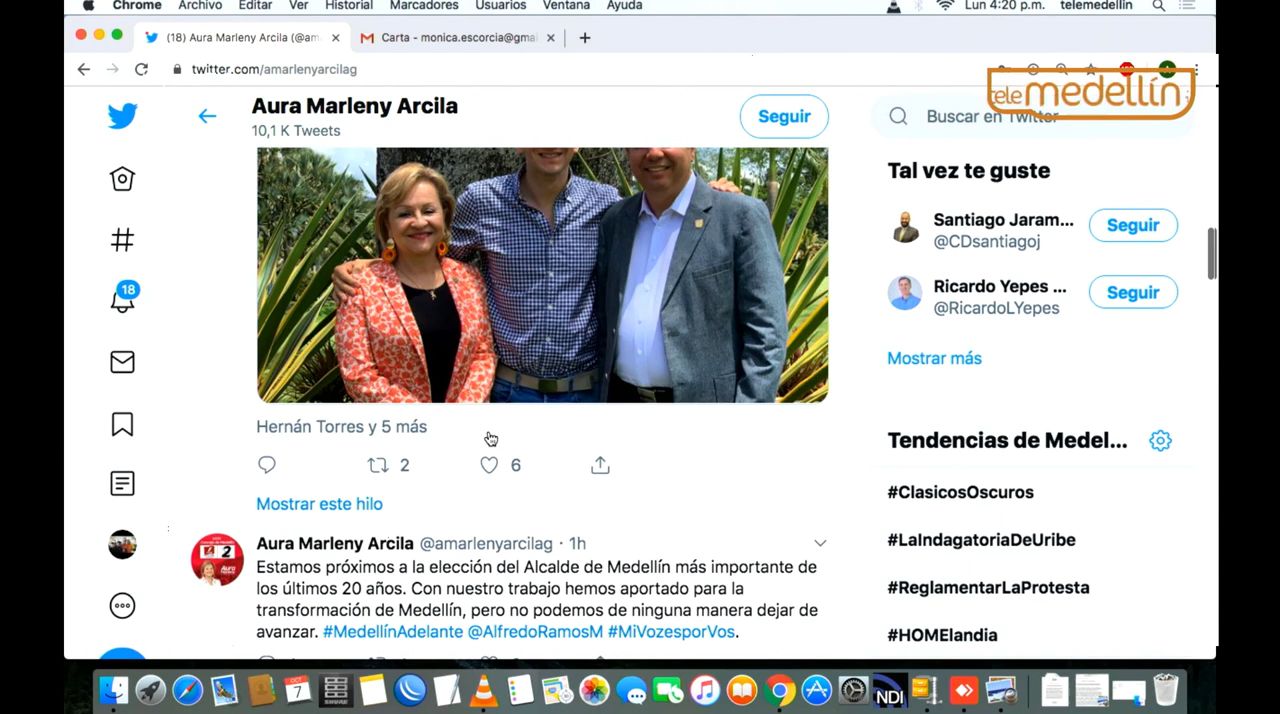 Chrome Archivo Editar Ver Historial Marcadores Usuarios Ventana Ayuda Lun 4:20 p.m. telemedellin
(18) Aura Marleny Arcila (@am Carta - monica.escorcia@gmai
twitter.com/amarlenyarcilag
tele medellín
Aura Marleny Arcila
10,1 K Tweets
Seguir
Buscar en Twitter
Tal vez te guste
Santiago Jaram...
@CDsantiagoj
Seguir
Ricardo Yepes ...
@RicardoLYepes
Seguir
Mostrar más
18
Hernán Torres y 5 más
2 6
Mostrar este hilo
Tendencias de Medel...
#ClasicosOscuros
#LaIndagatoriaDeUribe
#ReglamentarLaProtesta
#HOMElandia
Aura Marleny Arcila @amarlenyarcilag · 1h
Estamos próximos a la elección del Alcalde de Medellín más importante de
los últimos 20 años. Con nuestro trabajo hemos aportado para la
transformación de Medellín, pero no podemos de ninguna manera dejar de
avanzar. #MedellínAdelante @AlfredoRamosM #MiVozesporVos.
OCT
7
NDI